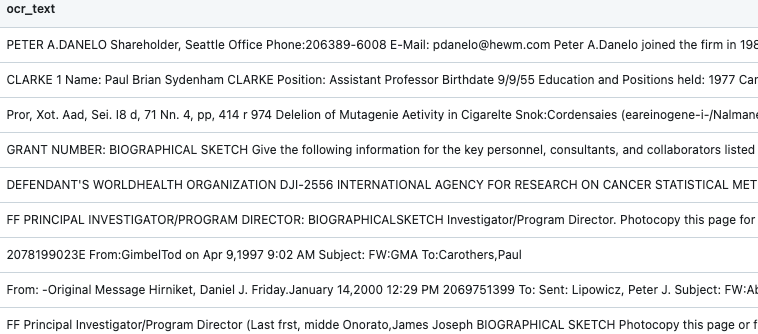 ocr_text
PETER A.DANELO Shareholder, Seattle Office Phone:206389-6008 E-Mail: pdanelo@hewm.com Peter A.Danelo joined the firm in 198
CLARKE 1 Name: Paul Brian Sydenham CLARKE Position: Assistant Professor Birthdate 9/9/55 Education and Positions held: 1977 Car
Pror, Xot. Aad, Sei. I8 d, 71 Nn. 4, pp, 414 r 974 Delelion of Mutagenie Aetivity in Cigarelte Snok:Cordensaies (eareinogene-i-/Nalmane
GRANT NUMBER: BIOGRAPHICAL SKETCH Give the following information for the key personnel, consultants, and collaborators listed
DEFENDANT'S WORLDHEALTH ORGANIZATION DJI-2556 INTERNATIONAL AGENCY FOR RESEARCH ON CANCER STATISTICAL MET
FF PRINCIPAL INVESTIGATOR/PROGRAM DIRECTOR: BIOGRAPHICALSKETCH Investigator/Program Director. Photocopy this page for
2078199023E From:GimbelTod on Apr 9,1997 9:02 AM Subject: FW:GMA To:Carothers,Paul
From: -Original Message Hirniket, Daniel J. Friday.January 14,2000 12:29 PM 2069751399 To: Sent: Lipowicz, Peter J. Subject: FW:Ab
FF Principal Investigator/Program Director (Last frst, midde Onorato,James Joseph BIOGRAPHICAL SKETCH Photocopy this page or f